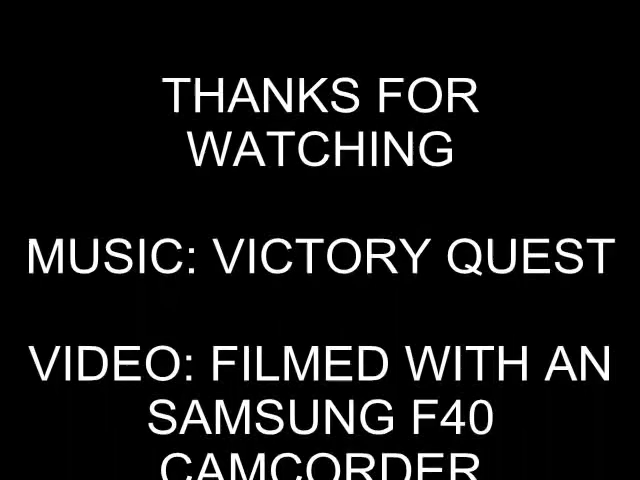 THANKS FOR
WATCHING
MUSIC: VICTORY QUEST
VIDEO: FILMED WITH AN
SAMSUNG F40
CAMCORDER